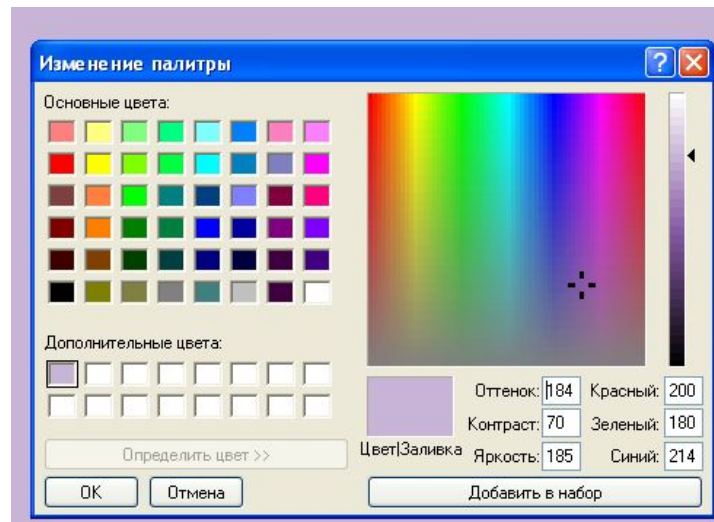 Изменение палитры
Основные цвета:
Дополнительные цвета:
Определить цвет >>
OK
Отмена
Цвет|Заливка
Оттенок: 184
Красный: 200
Контраст: 70
Зеленый: 180
Яркость: 185
Синий: 214
Добавить в набор